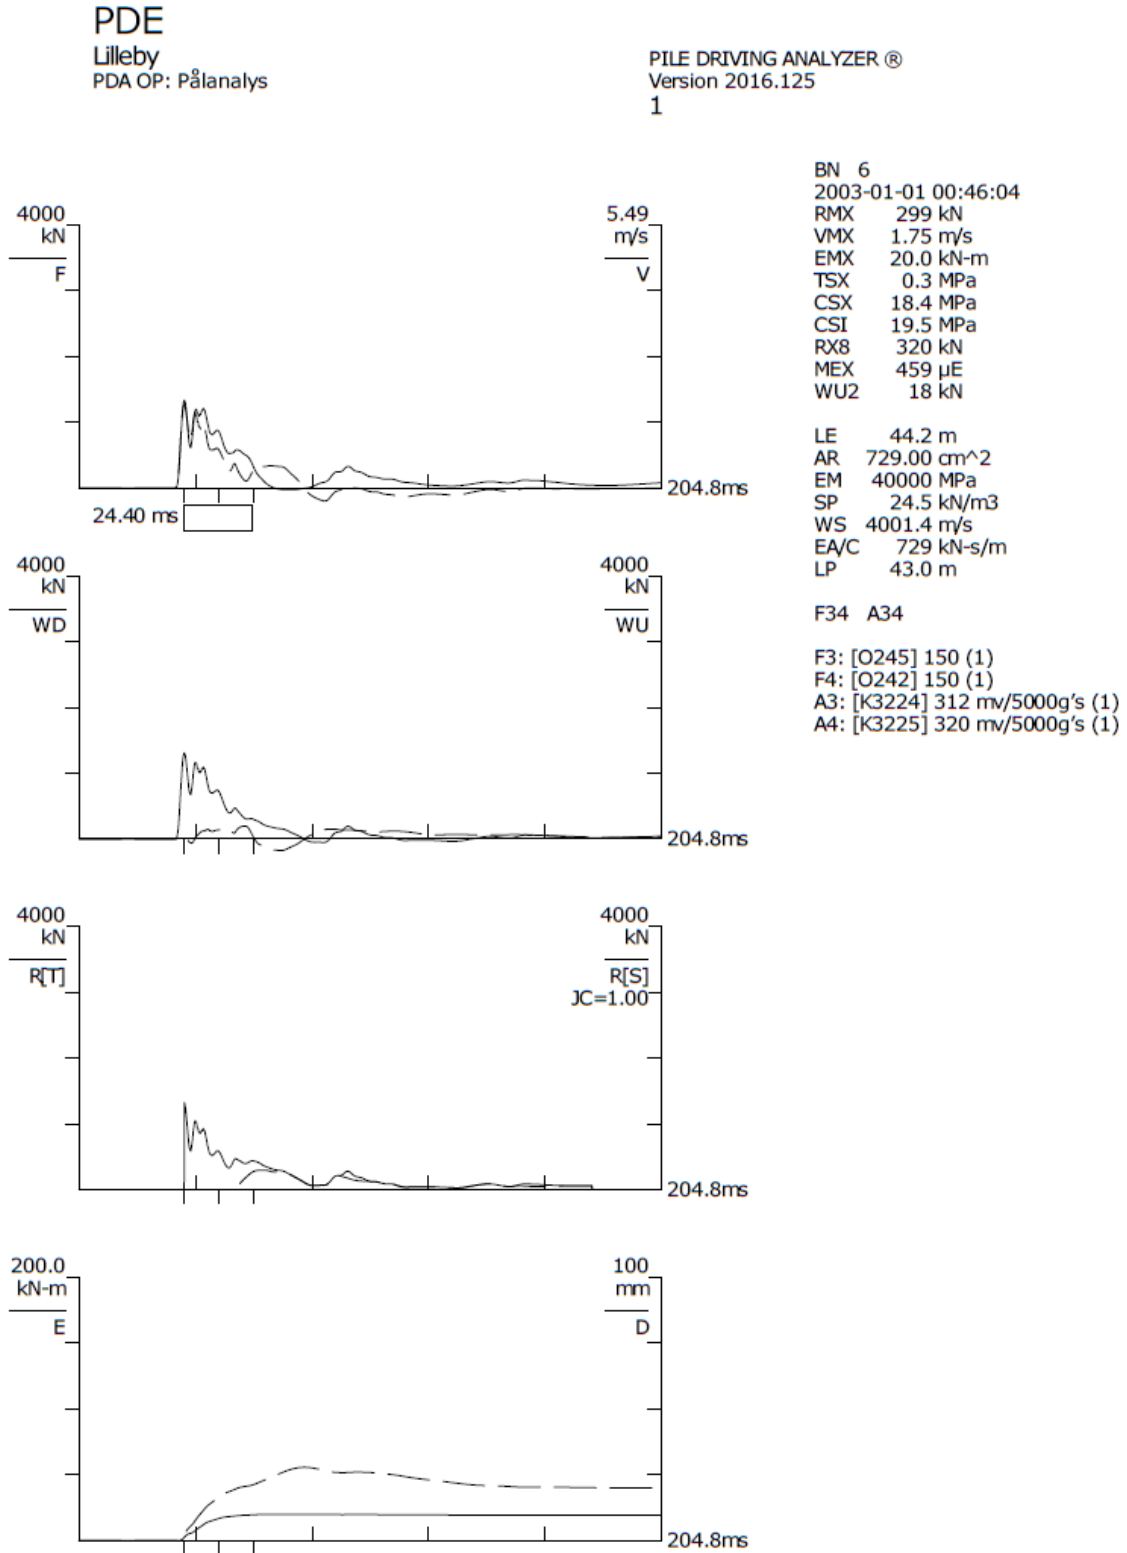 PDE
Lilleby
PDA OP: Pålanalys
PILE DRIVING ANALYZER ®
Version 2016.125
1
4000
kN
F
5.49
m/s
V
204.8ms
24.40 ms
4000
kN
WD
4000
kN
WU
204.8ms
4000
kN
R[T]
4000
kN
R[S]
JC=1.00
204.8ms
200.0
kN-m
E
100
mm
D
204.8ms
BN 6
2003-01-01 00:46:04
RMX 299 kN
VMX 1.75 m/s
EMX 20.0 kN-m
TSX 0.3 MPa
CSX 18.4 MPa
CSI 19.5 MPa
RX8 320 kN
MEX 459 µE
WU2 18 kN
LE 44.2 m
AR 729.00 cm^2
EM 40000 MPa
SP 24.5 kN/m3
WS 4001.4 m/s
EA/C 729 kN-s/m
LP 43.0 m
F34 A34
F3: [O245] 150 (1)
F4: [O242] 150 (1)
A3: [K3224] 312 mv/5000g's (1)
A4: [K3225] 320 mv/5000g's (1)